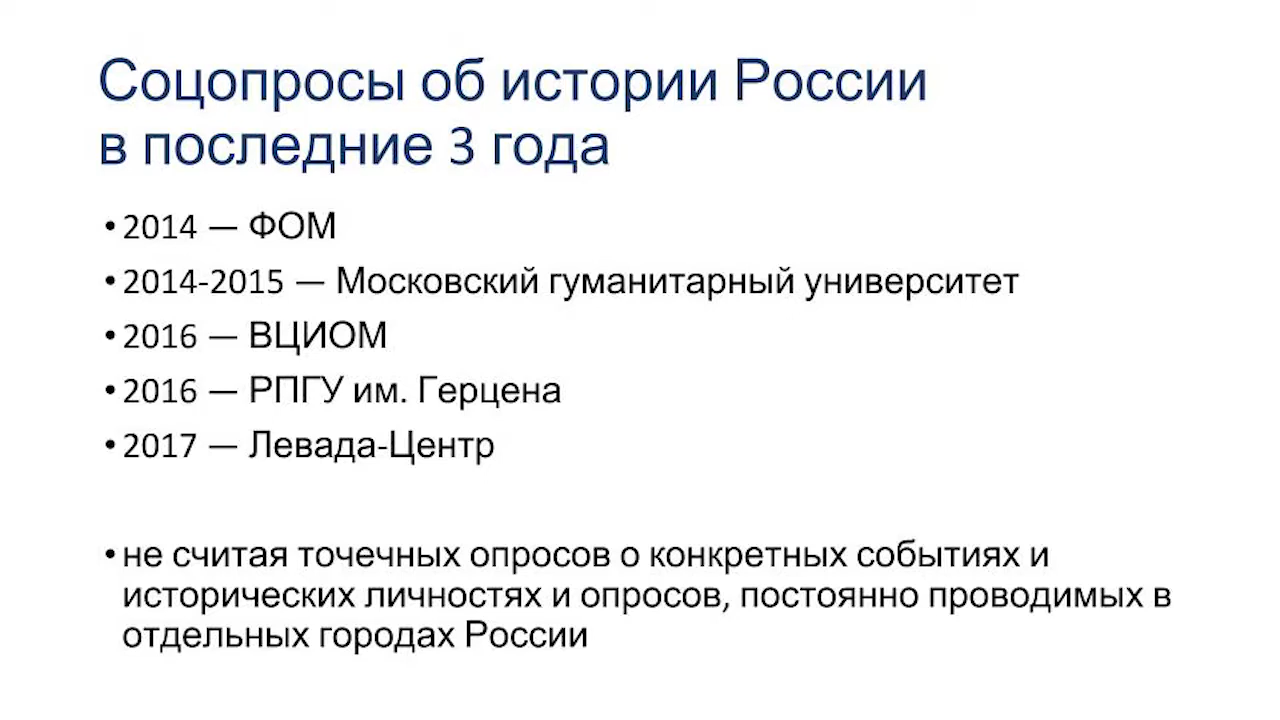 Соцопросы об истории России
в последние 3 года
• 2014 — ФОМ
• 2014-2015 — Московский гуманитарный университет
• 2016 — ВЦИОМ
• 2016 — РПГУ им. Герцена
• 2017 — Левада-Центр
• не считая точечных опросов о конкретных событиях и
исторических личностях и опросов, постоянно проводимых в
отдельных городах России